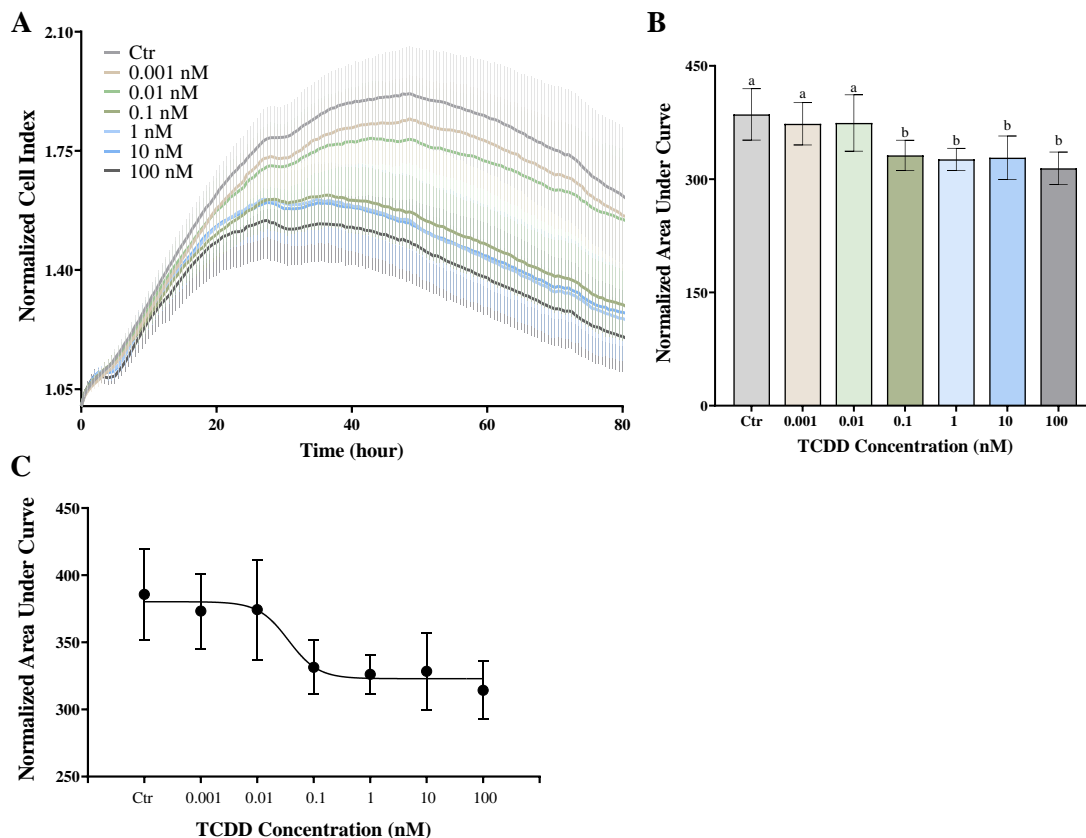 A
Normalized Cell Index
2.10
1.75
1.40
1.05
Ctr
0.001 nM
0.01 nM
0.1 nM
1 nM
10 nM
100 nM
0 20 40 60 80
Time (hour)
B
Normalized Area Under Curve
450
300
150
0
a a a b b b b
Ctr 0.001 0.01 0.1 1 10 100
TCDD Concentration (nM)
C
Normalized Area Under Curve
450
400
350
300
250
Ctr 0.001 0.01 0.1 1 10 100
TCDD Concentration (nM)